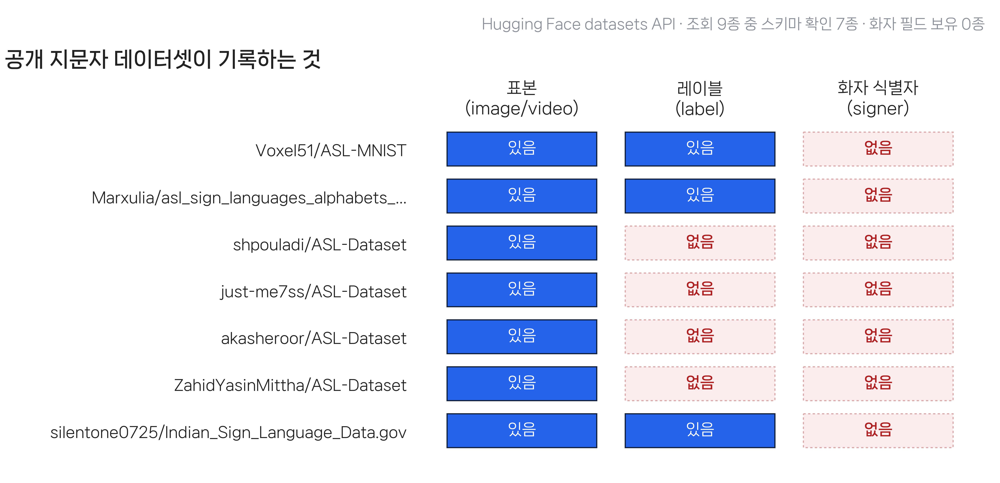 Hugging Face datasets API · 조회 9종 중 스키마 확인 7종 · 화자 필드 보유 0종
공개 지문자 데이터셋이 기록하는 것
표본 레이블 화자 식별자
(image/video) (label) (signer)
Voxel51/ASL-MNIST 있음 있음 없음
Marxulia/asl_sign_languages_alphabets_... 있음 있음 없음
shpouladi/ASL-Dataset 있음 없음 없음
just-me7ss/ASL-Dataset 있음 없음 없음
akasheroor/ASL-Dataset 있음 없음 없음
ZahidYasinMittha/ASL-Dataset 있음 없음 없음
silentone0725/Indian_Sign_Language_Data.gov 있음 있음 없음